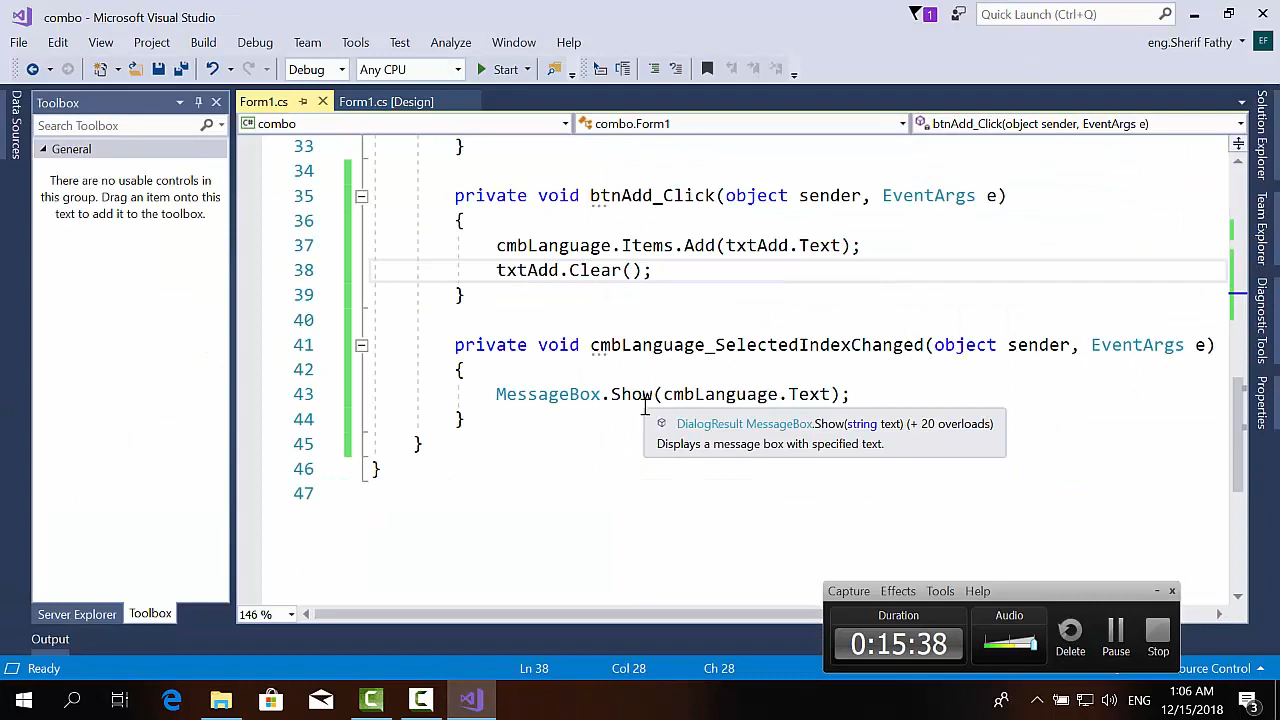 combo - Microsoft Visual Studio
1
Quick Launch (Ctrl+Q)
File Edit View Project Build Debug Team Tools Test Analyze Window Help
eng.Sherif Fathy
EF
Debug Any CPU Start
Data Sources
Toolbox
Search Toolbox
General
There are no usable controls in
this group. Drag an item onto this
text to add it to the toolbox.
Server Explorer Toolbox
Form1.cs Form1.cs [Design]
combo combo.Form1 btnAdd_Click(object sender, EventArgs e)
33 }
34
35 private void btnAdd_Click(object sender, EventArgs e)
36 {
37 cmbLanguage.Items.Add(txtAdd.Text);
38 txtAdd.Clear();
39 }
40
41 private void cmbLanguage_SelectedIndexChanged(object sender, EventArgs e)
42 {
43 MessageBox.Show(cmbLanguage.Text);
44 }
DialogResult MessageBox.Show(string text) (+ 20 overloads)
Displays a message box with specified text.
45 }
46 }
47
146 %
Solution Explorer
Team Explorer
Diagnostic Tools
Properties
Capture Effects Tools Help
Duration Audio
0:15:38
Delete Pause Stop
Output
Ready Ln 38 Col 28 Ch 28 ource Control
ENG
1:06 AM
12/15/2018
3